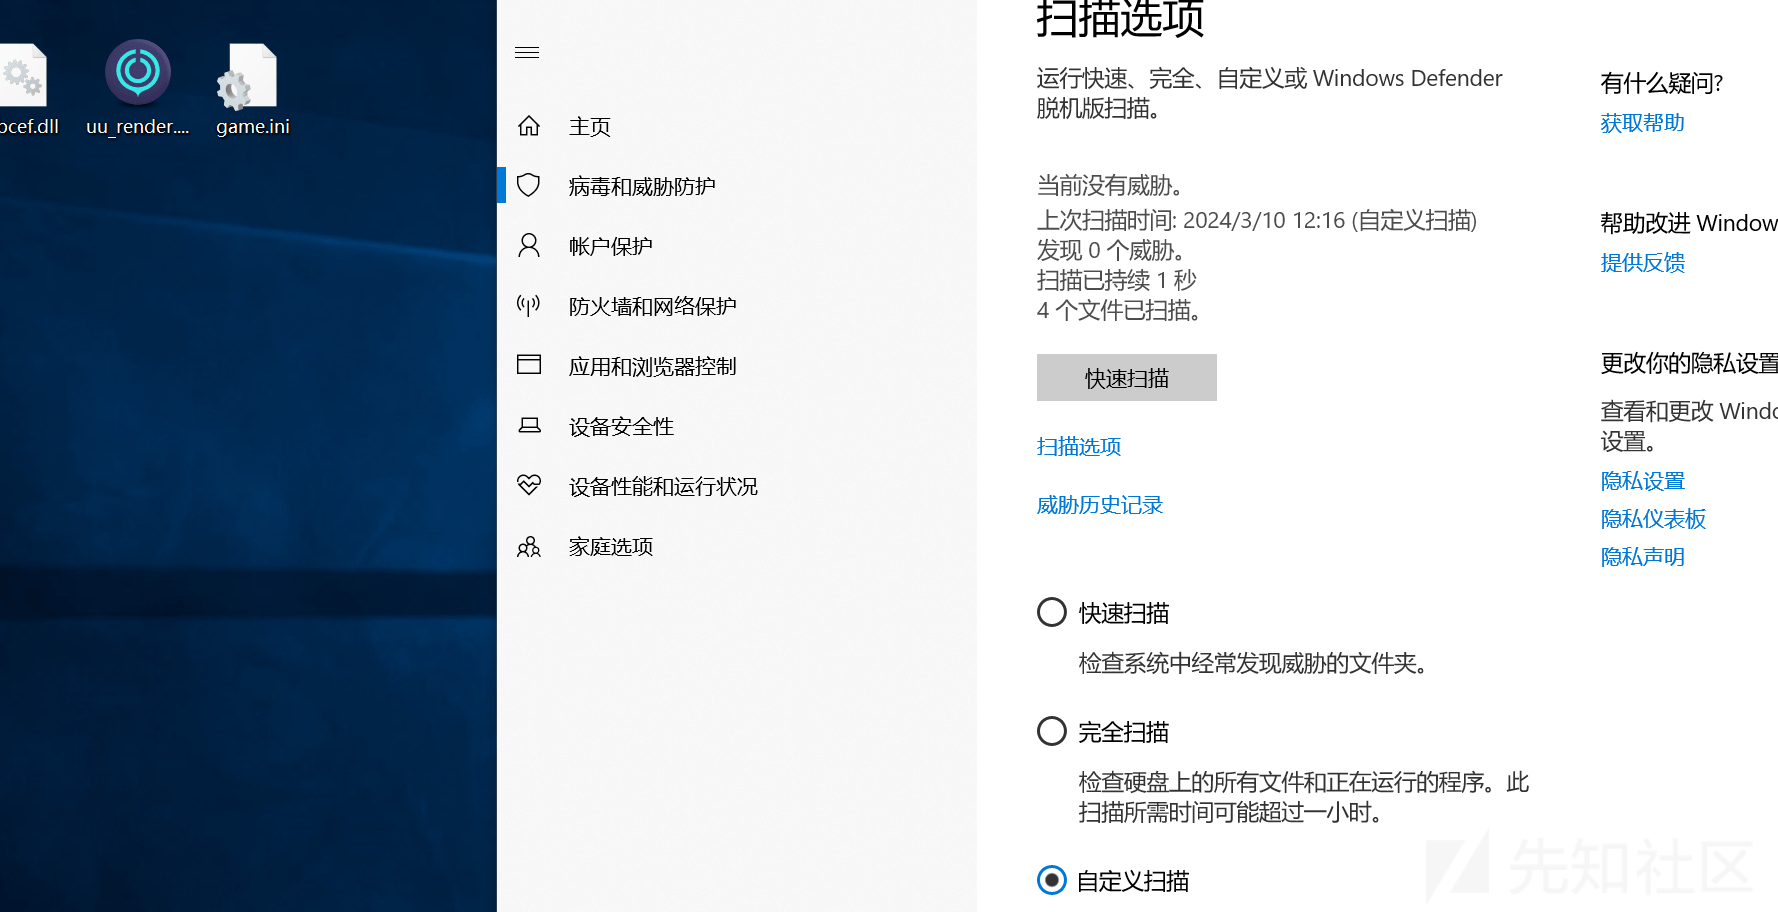 pcef.dll
uu_render....
game.ini
主页
病毒和威胁防护
帐户保护
防火墙和网络保护
应用和浏览器控制
设备安全性
设备性能和运行状况
家庭选项
扫描选项
运行快速、完全、自定义或 Windows Defender
脱机版扫描。
当前没有威胁。
上次扫描时间: 2024/3/10 12:16 (自定义扫描)
发现 0 个威胁。
扫描已持续 1 秒
4 个文件已扫描。
快速扫描
扫描选项
威胁历史记录
快速扫描
检查系统中经常发现威胁的文件夹。
完全扫描
检查硬盘上的所有文件和正在运行的程序。此
扫描所需时间可能超过一小时。
自定义扫描
有什么疑问?
获取帮助
帮助改进 Window
提供反馈
更改你的隐私设置
查看和更改 Windo
设置。
隐私设置
隐私仪表板
隐私声明
先知社区